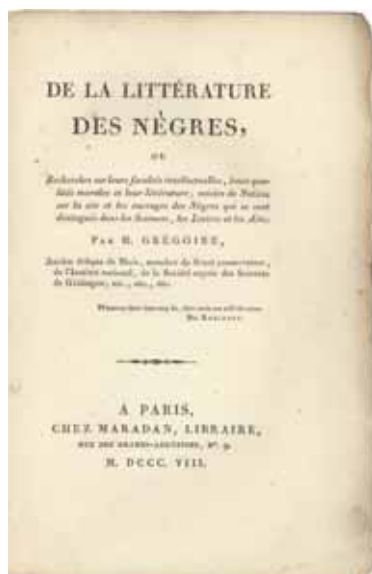 DE LA LITTÉRATURE
DES NÈGRES,
OU
Recherches sur leurs facultés intellectuelles, leurs qua-
lités morales et leur littérature; suivies de Notices
sur la vie et les ouvrages des Nègres qui se sont
distingués dans les Sciences, les Lettres et les Arts;
PAR H. GRÉGOIRE,
Ancien évêque de Blois, membre du Sénat conservateur,
de l'Institut national, de la Société royale des Sciences
de Göttingue, etc., etc., etc.
A PARIS,
CHEZ MARADAN, LIBRAIRE,
RUE DES GRANDS-AUGUSTINS, N°. 9.
M. DCCC. VIII.